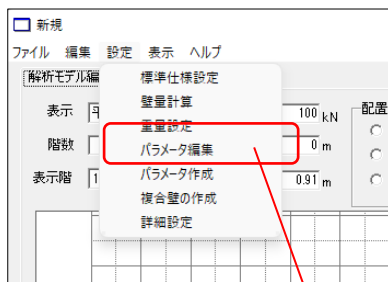 新規
ファイル 編集 設定 表示 ヘルプ
解析モデル編
標準仕様設定
壁量計算
重量設定
パラメータ編集
パラメータ作成
複合壁の作成
詳細設定
表示 平
100 kN
配置
階数
0 m
表示階 1
0.91 m